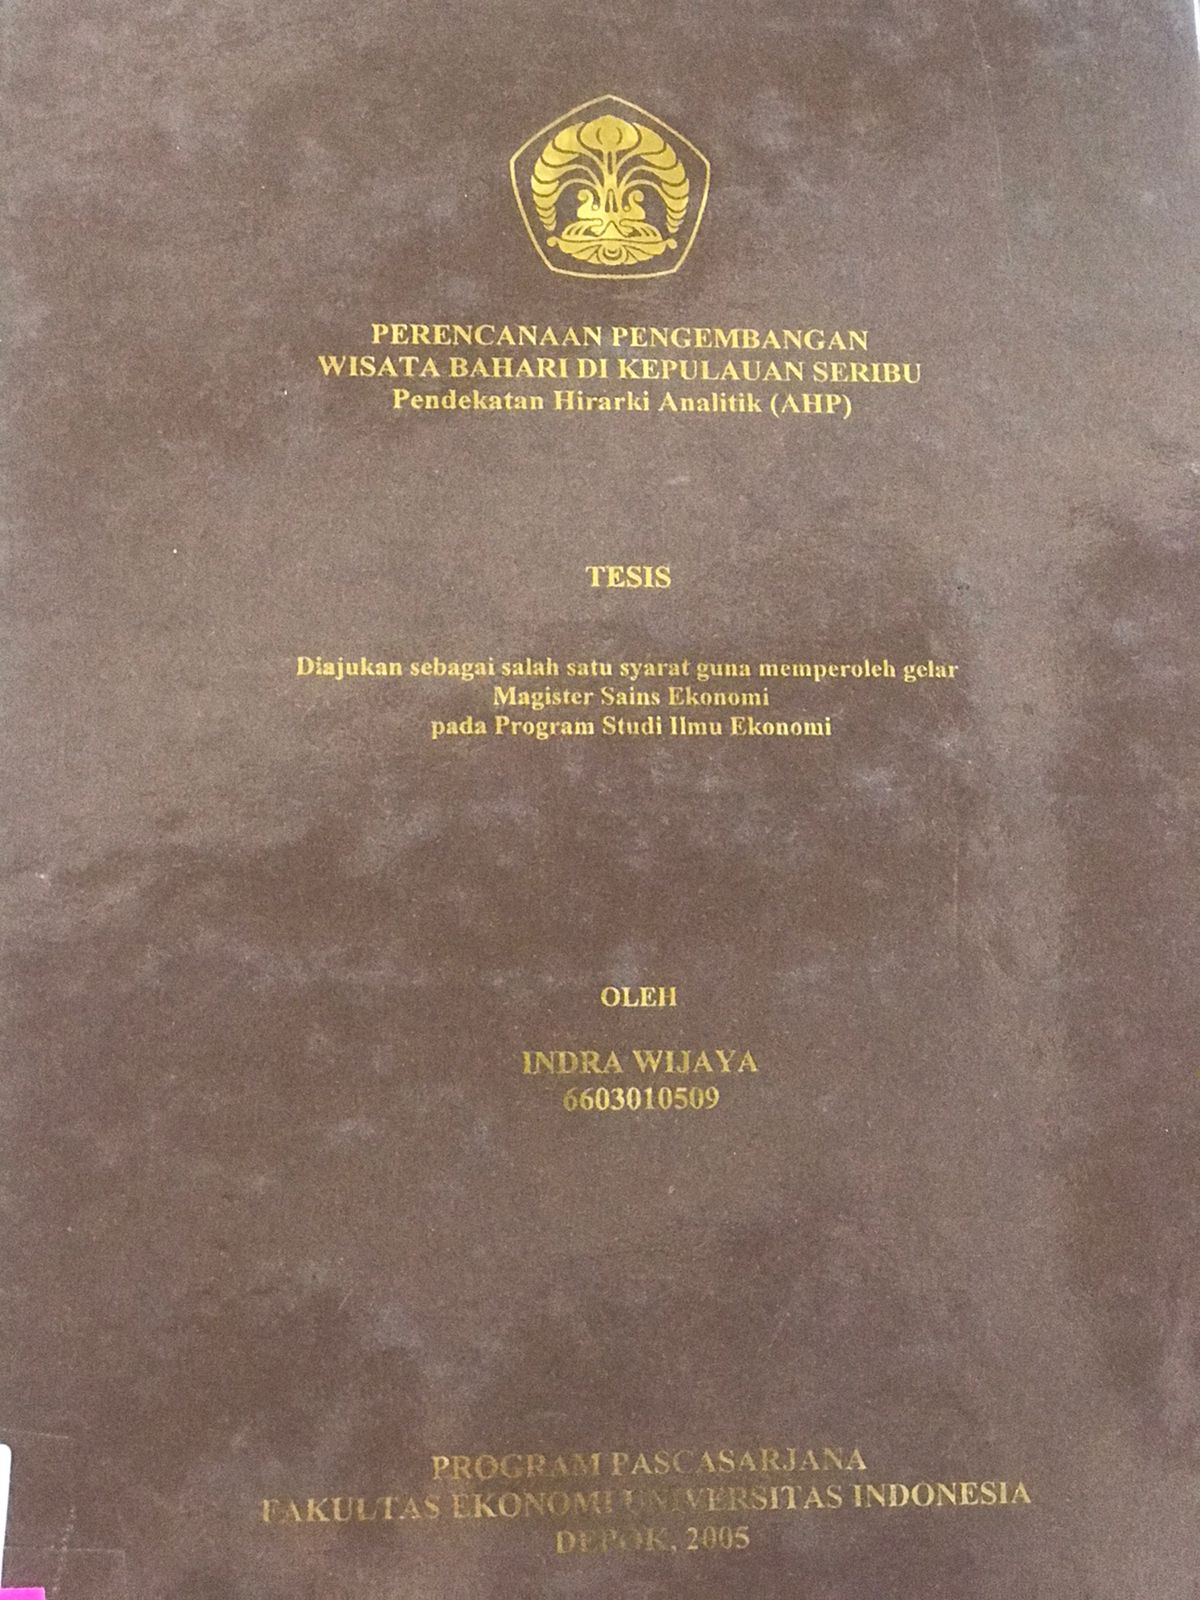 PERENCANAAN PENGEMBANGAN
WISATA BAHARI DI KEPULAUAN SERIBU
Pendekatan Hirarki Analitik (AHP)
TESIS
Diajukan sebagai salah satu syarat guna memperoleh gelar
Magister Sains Ekonomi
pada Program Studi Ilmu Ekonomi
OLEH
INDRA WIJAYA
6603010509
PROGRAM PASCASARJANA
FAKULTAS EKONOMI UNIVERSITAS INDONESIA
DEPOK, 2005